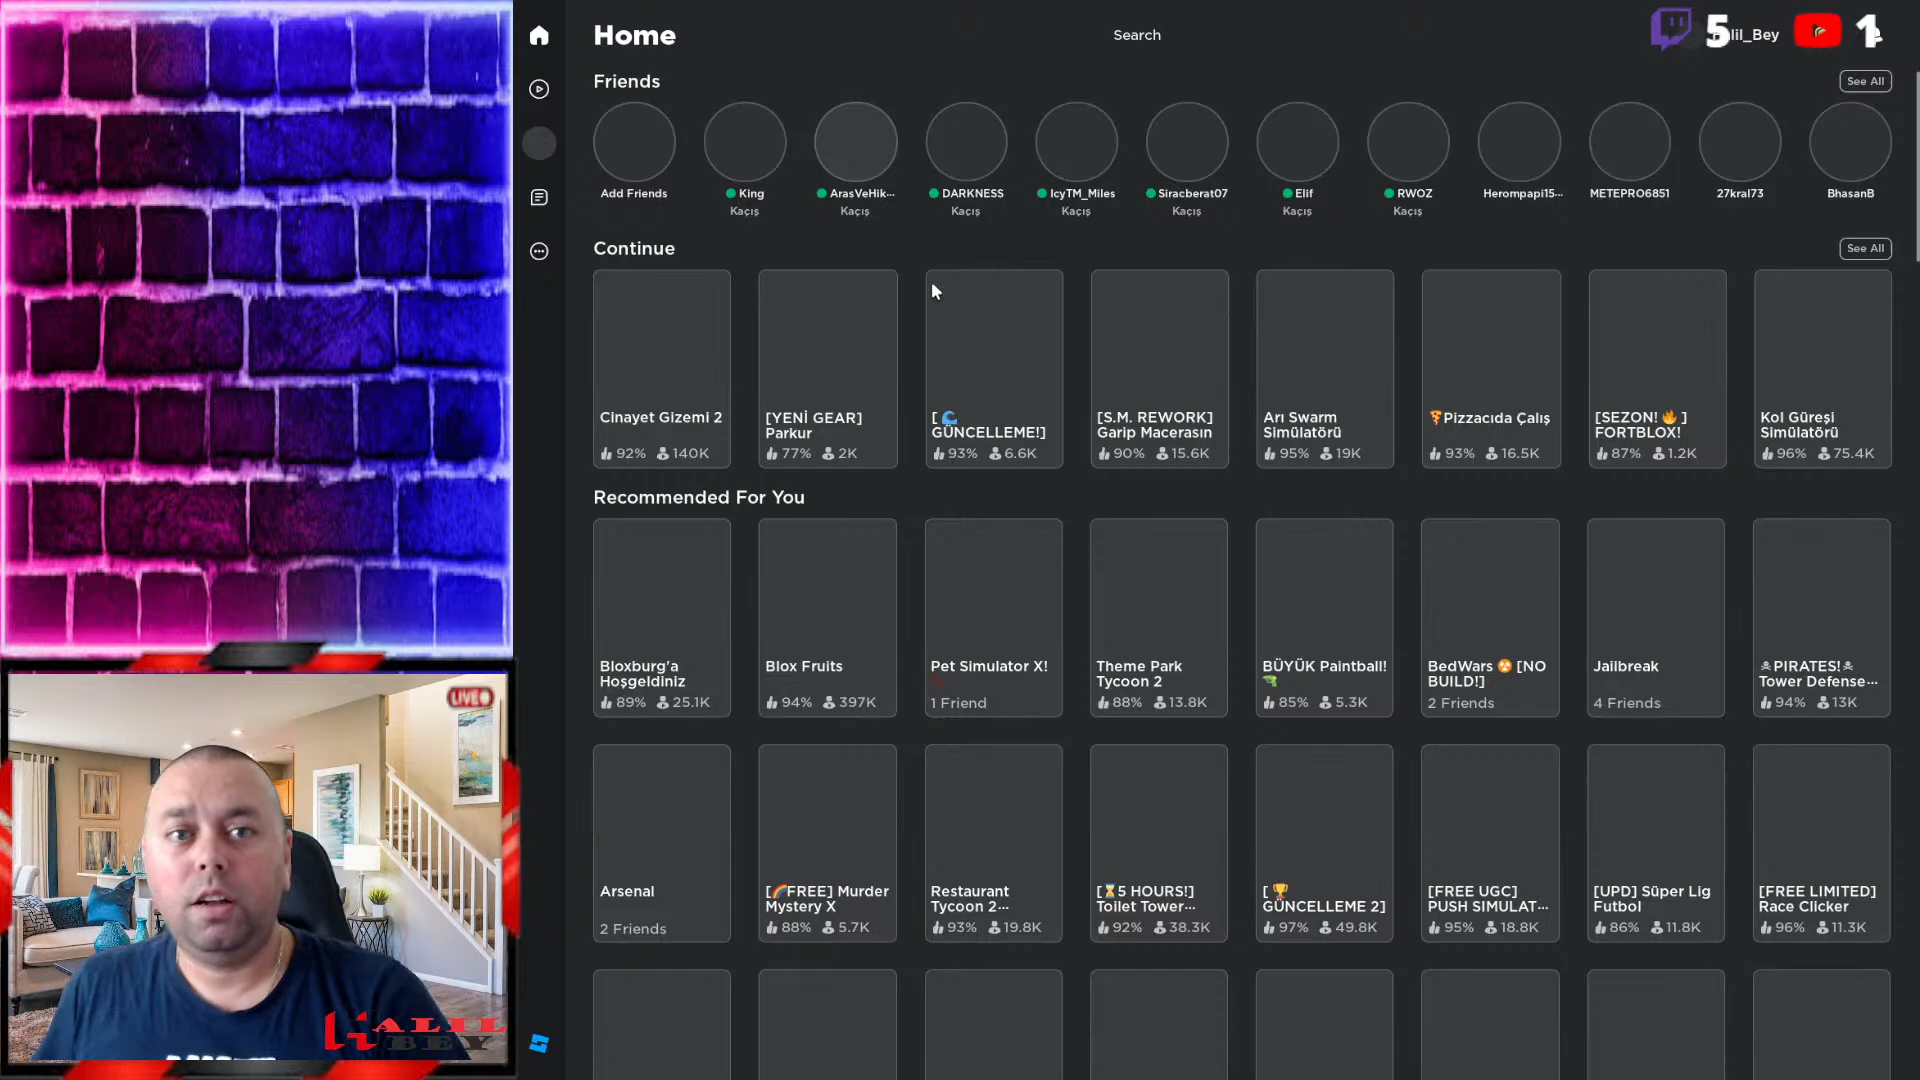 Home
Search
5
lil_Bey
1
Friends
See All
Add Friends
King
Kaçış
ArasVeHik...
Kaçış
DARKNESS
Kaçış
IcyTM_Miles
Kaçış
Siracberat07
Kaçış
Elif
Kaçış
RWOZ
Kaçış
Herompapi15...
METEPRO6851
27kral73
BhasanB
Continue
See All
Cinayet Gizemi 2
92% 140K
[YENİ GEAR]
Parkur
77% 2K
[🌊
GÜNCELLEME!]
93% 6.6K
[S.M. REWORK]
Garip Macerasın
90% 15.6K
Arı Swarm
Simülatörü
95% 19K
🍕Pizzacıda Çalış
93% 16.5K
[SEZON! 🔥]
FORTBLOX!
87% 1.2K
Kol Güreşi
Simülatörü
96% 75.4K
Recommended For You
Bloxburg'a
Hoşgeldiniz
89% 25.1K
Blox Fruits
94% 397K
Pet Simulator X!
1 Friend
Theme Park
Tycoon 2
88% 13.8K
BÜYÜK Paintball!
🔫
85% 5.3K
BedWars ☢️ [NO
BUILD!]
2 Friends
Jailbreak
4 Friends
☠PIRATES!☠
Tower Defense...
94% 13K
Arsenal
2 Friends
[🌈FREE] Murder
Mystery X
88% 5.7K
Restaurant
Tycoon 2...
93% 19.8K
[⌛5 HOURS!]
Toilet Tower...
92% 38.3K
[🏆
GÜNCELLEME 2]
97% 49.8K
[FREE UGC]
PUSH SIMULAT...
95% 18.8K
[UPD] Süper Lig
Futbol
86% 11.8K
[FREE LIMITED]
Race Clicker
96% 11.3K
LIVE
HALIL
BEY